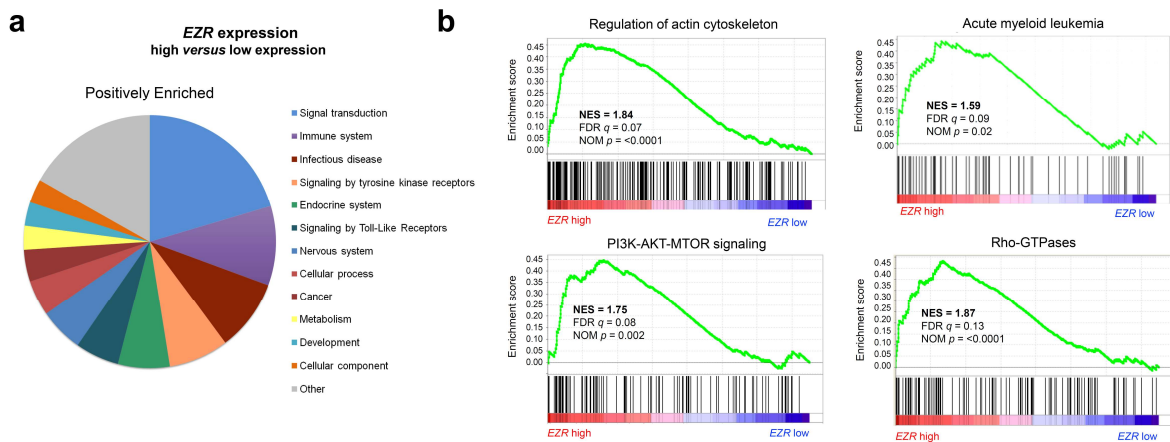 a
EZR expression
high versus low expression
Positively Enriched
Signal transduction
Immune system
Infectious disease
Signaling by tyrosine kinase receptors
Endocrine system
Signaling by Toll-Like Receptors
Nervous system
Cellular process
Cancer
Metabolism
Development
Cellular component
Other
b
Regulation of actin cytoskeleton
Enrichment score
0.45
0.40
0.35
0.30
0.25
0.20
0.15
0.10
0.05
0.00
NES = 1.84
FDR q = 0.07
NOM p = <0.0001
EZR high
EZR low
Acute myeloid leukemia
Enrichment score
0.45
0.40
0.35
0.30
0.25
0.20
0.15
0.10
0.05
0.00
NES = 1.59
FDR q = 0.09
NOM p = 0.02
EZR high
EZR low
PI3K-AKT-MTOR signaling
Enrichment score
0.45
0.40
0.35
0.30
0.25
0.20
0.15
0.10
0.05
0.00
NES = 1.75
FDR q = 0.08
NOM p = 0.002
EZR high
EZR low
Rho-GTPases
Enrichment score
0.45
0.40
0.35
0.30
0.25
0.20
0.15
0.10
0.05
0.00
NES = 1.87
FDR q = 0.13
NOM p = <0.0001
EZR high
EZR low